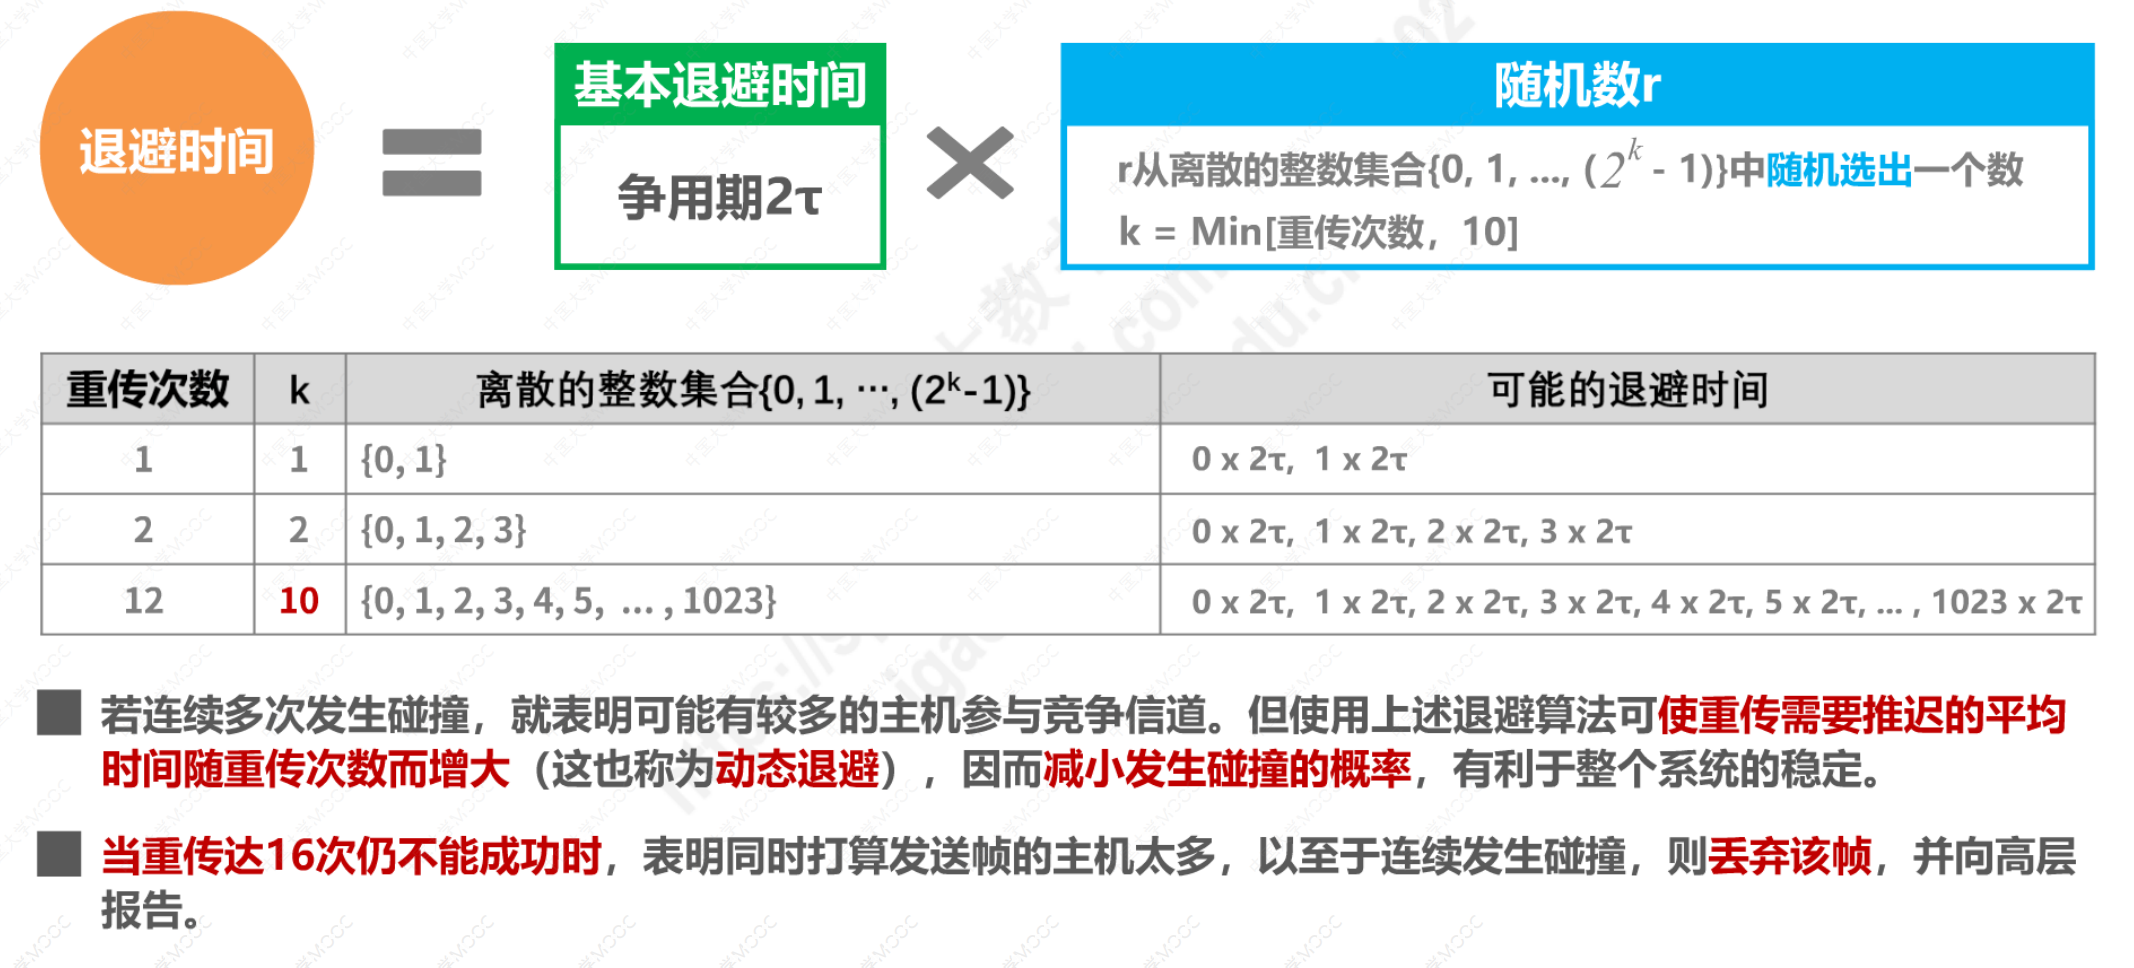 退避时间 = 基本退避时间 × 随机数r
争用期2τ
r从离散的整数集合{0, 1, ..., (2^k - 1)}中随机选出一个数
k = Min[重传次数，10]
重传次数 k 离散的整数集合{0, 1, ···, (2^k-1)} 可能的退避时间
1 1 {0, 1} 0 x 2τ, 1 x 2τ
2 2 {0, 1, 2, 3} 0 x 2τ, 1 x 2τ, 2 x 2τ, 3 x 2τ
12 10 {0, 1, 2, 3, 4, 5, ... , 1023} 0 x 2τ, 1 x 2τ, 2 x 2τ, 3 x 2τ, 4 x 2τ, 5 x 2τ, ... , 1023 x 2τ
若连续多次发生碰撞，就表明可能有较多的主机参与竞争信道。但使用上述退避算法可使重传需要推迟的平均
时间随重传次数而增大（这也称为动态退避），因而减小发生碰撞的概率，有利于整个系统的稳定。
当重传达16次仍不能成功时，表明同时打算发送帧的主机太多，以至于连续发生碰撞，则丢弃该帧，并向高层
报告。
中国大学MOOC